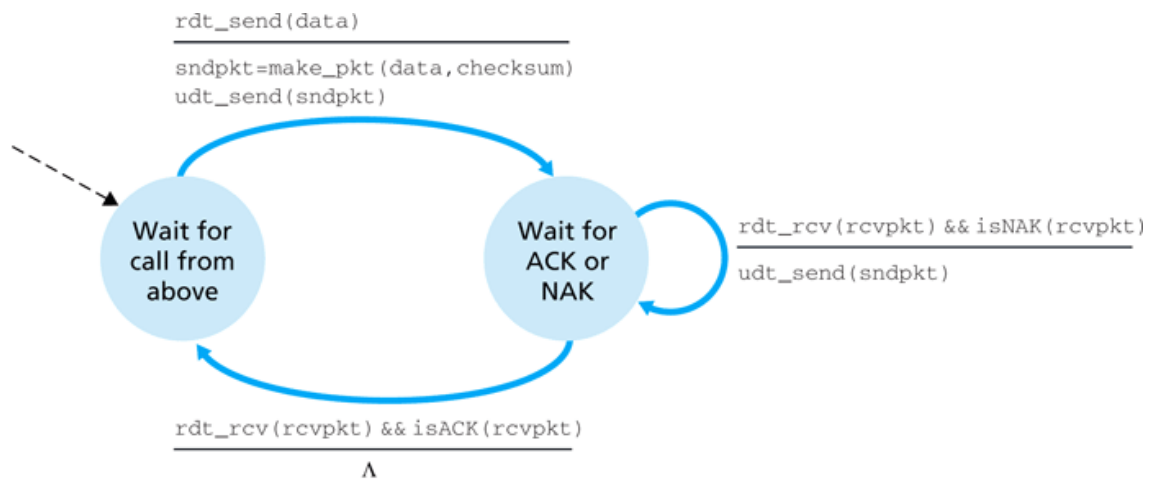 rdt_send(data)
sndpkt=make_pkt(data,checksum)
udt_send(sndpkt)
Wait for
call from
above
Wait for
ACK or
NAK
rdt_rcv(rcvpkt) && isNAK(rcvpkt)
udt_send(sndpkt)
rdt_rcv(rcvpkt) && isACK(rcvpkt)
Λ